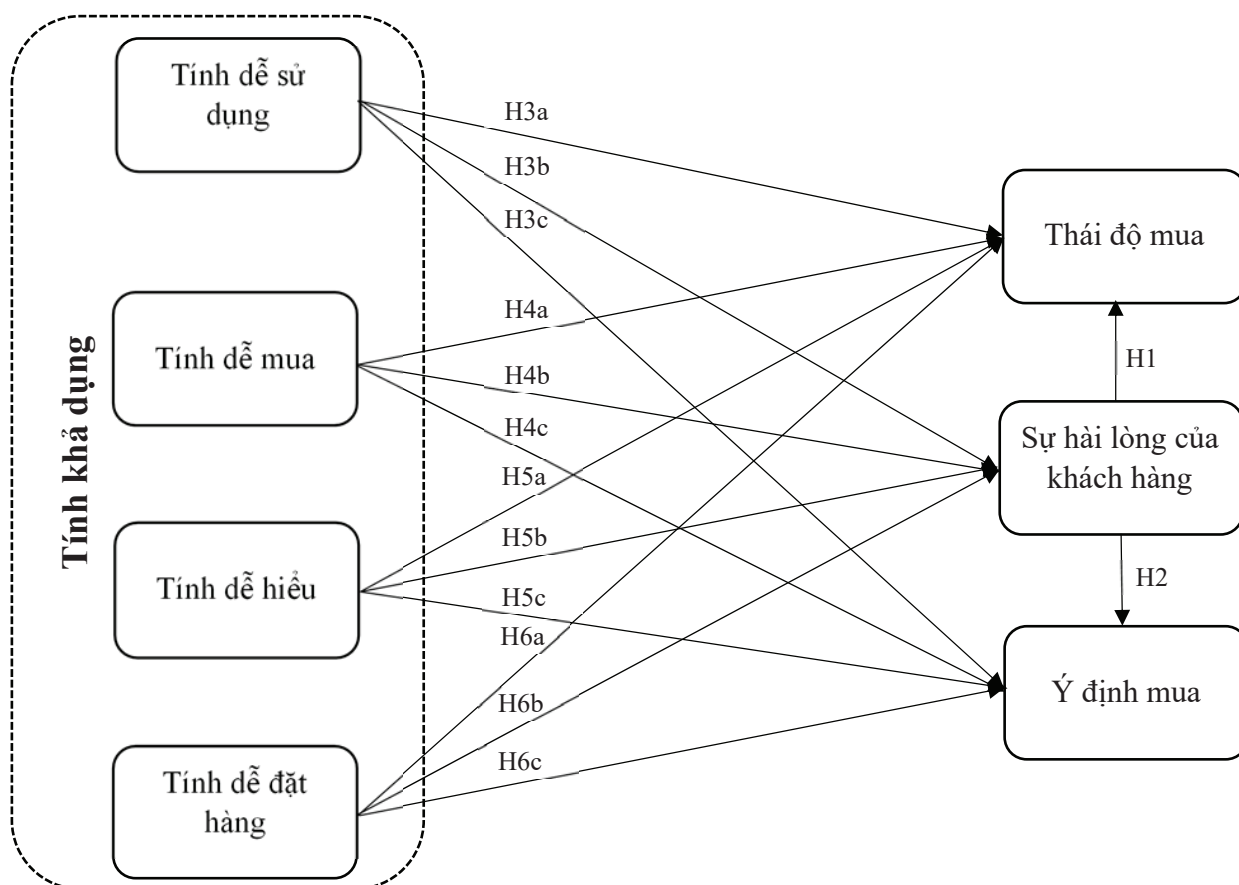 Tính dễ sử
dụng
H3a
H3b
H3c
Thái độ mua
Tính dễ mua
H4a
H4b
H4c
H1
Tính khả dụng
Sự hài lòng của
khách hàng
Tính dễ hiểu
H5a
H5b
H5c
H2
H6a
H6b
H6c
Ý định mua
Tính dễ đặt
hàng